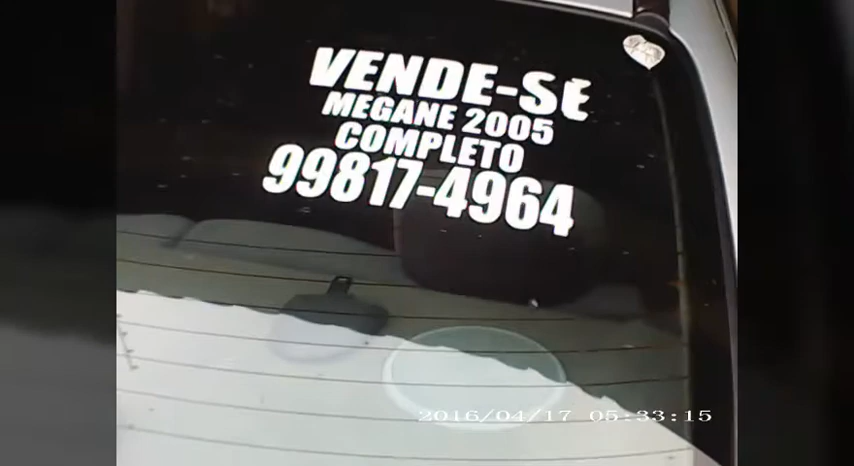 VENDE-SE
MEGANE 2005
COMPLETO
99817-4964
2016/04/17 05:33:15